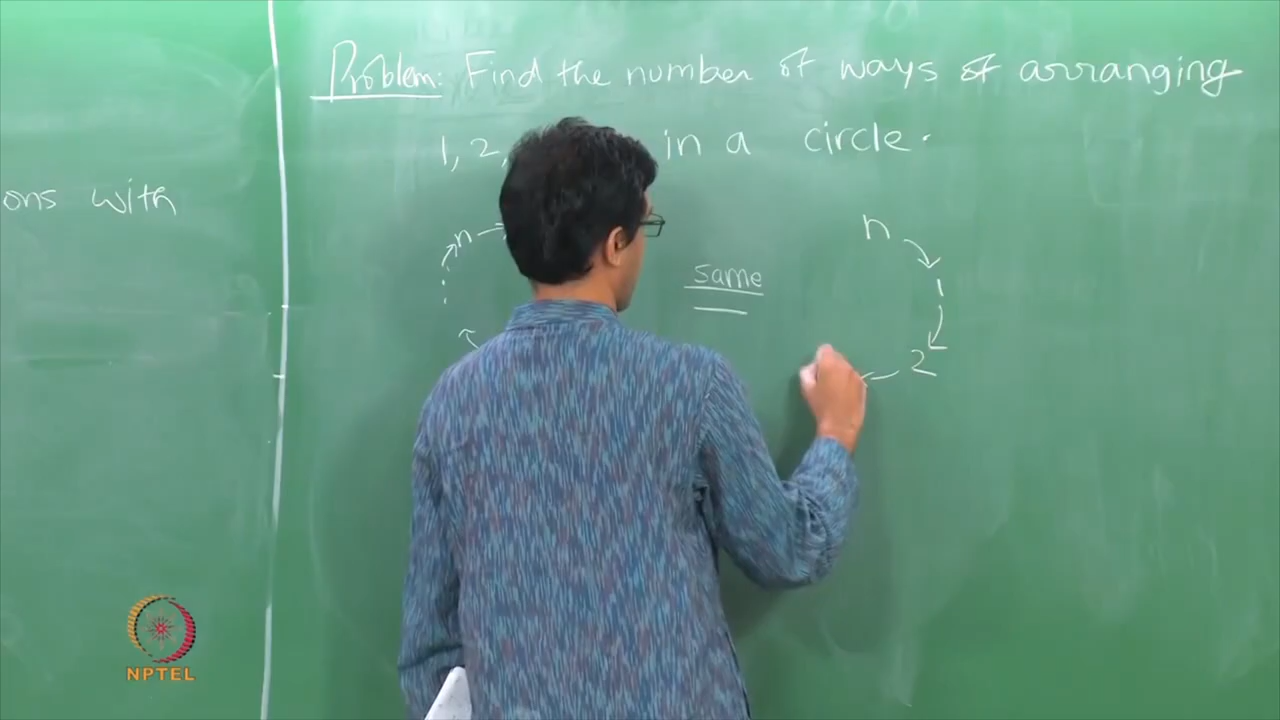 Problem: Find the number of ways of arranging
1, 2, in a circle.
ons with
n n
same
1
2
NPTEL